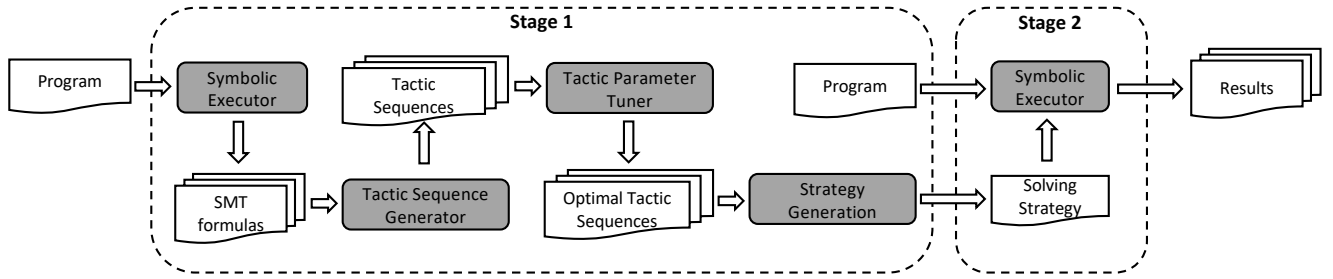 Stage 1
Stage 2
Program
Symbolic
Executor
Tactic
Sequences
Tactic Parameter
Tuner
Program
Symbolic
Executor
Results
SMT
formulas
Tactic Sequence
Generator
Optimal Tactic
Sequences
Strategy
Generation
Solving
Strategy